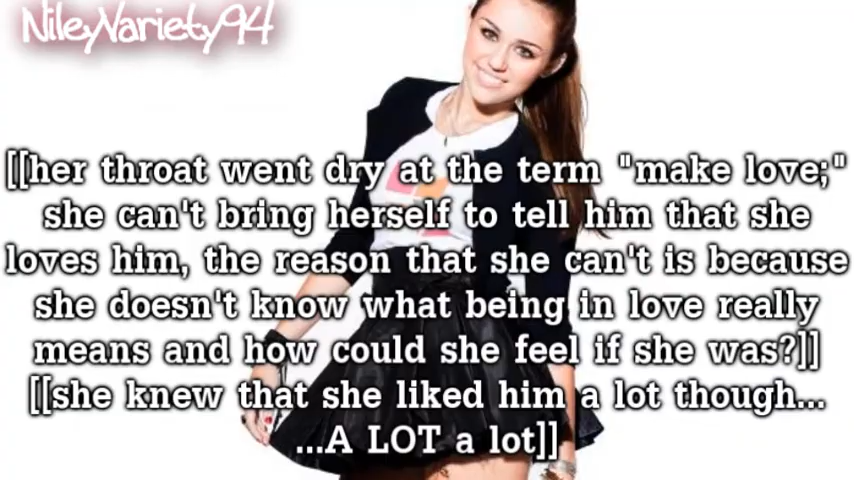 NileyVariety94
[[her throat went dry at the term "make love;"
she can't bring herself to tell him that she
loves him, the reason that she can't is because
she doesn't know what being in love really
means and how could she feel if she was?]]
[[she knew that she liked him a lot though...
...A LOT a lot]]